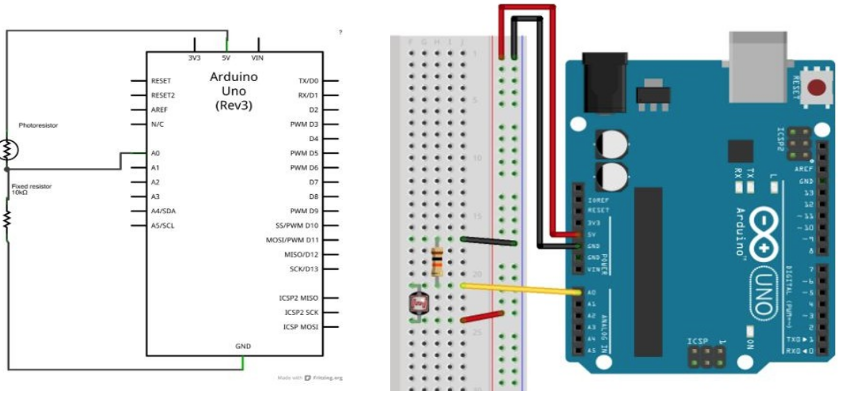 ?
3V3 5V VIN
Arduino
Uno
(Rev3)
RESET
RESET2
AREF
N/C
A0
A1
A2
A3
A4/SDA
A5/SCL
TX/D0
RX/D1
D2
PWM D3
D4
PWM D5
PWM D6
D7
D8
PWM D9
SS/PWM D10
MOSI/PWM D11
MISO/D12
SCK/D13
ICSP2 MISO
ICSP2 SCK
ICSP MOSI
GND
Photoresistor
Fixed resistor
10kΩ
Made with Fritzing.org
F G H I J
1
5
10
15
20
25
RESET
ICSP2
AREF
GND
13
12
~11
~10
~9
8
7
~6
~5
4
~3
2
TX0▸1
RX0◂0
DIGITAL (PWM~)
TX
RX
L
Arduino™
UNO
ON
ICSP
1
IOREF
RESET
3V3
5V
GND
GND
VIN
POWER
A0
A1
A2
A3
A4
A5
ANALOG IN